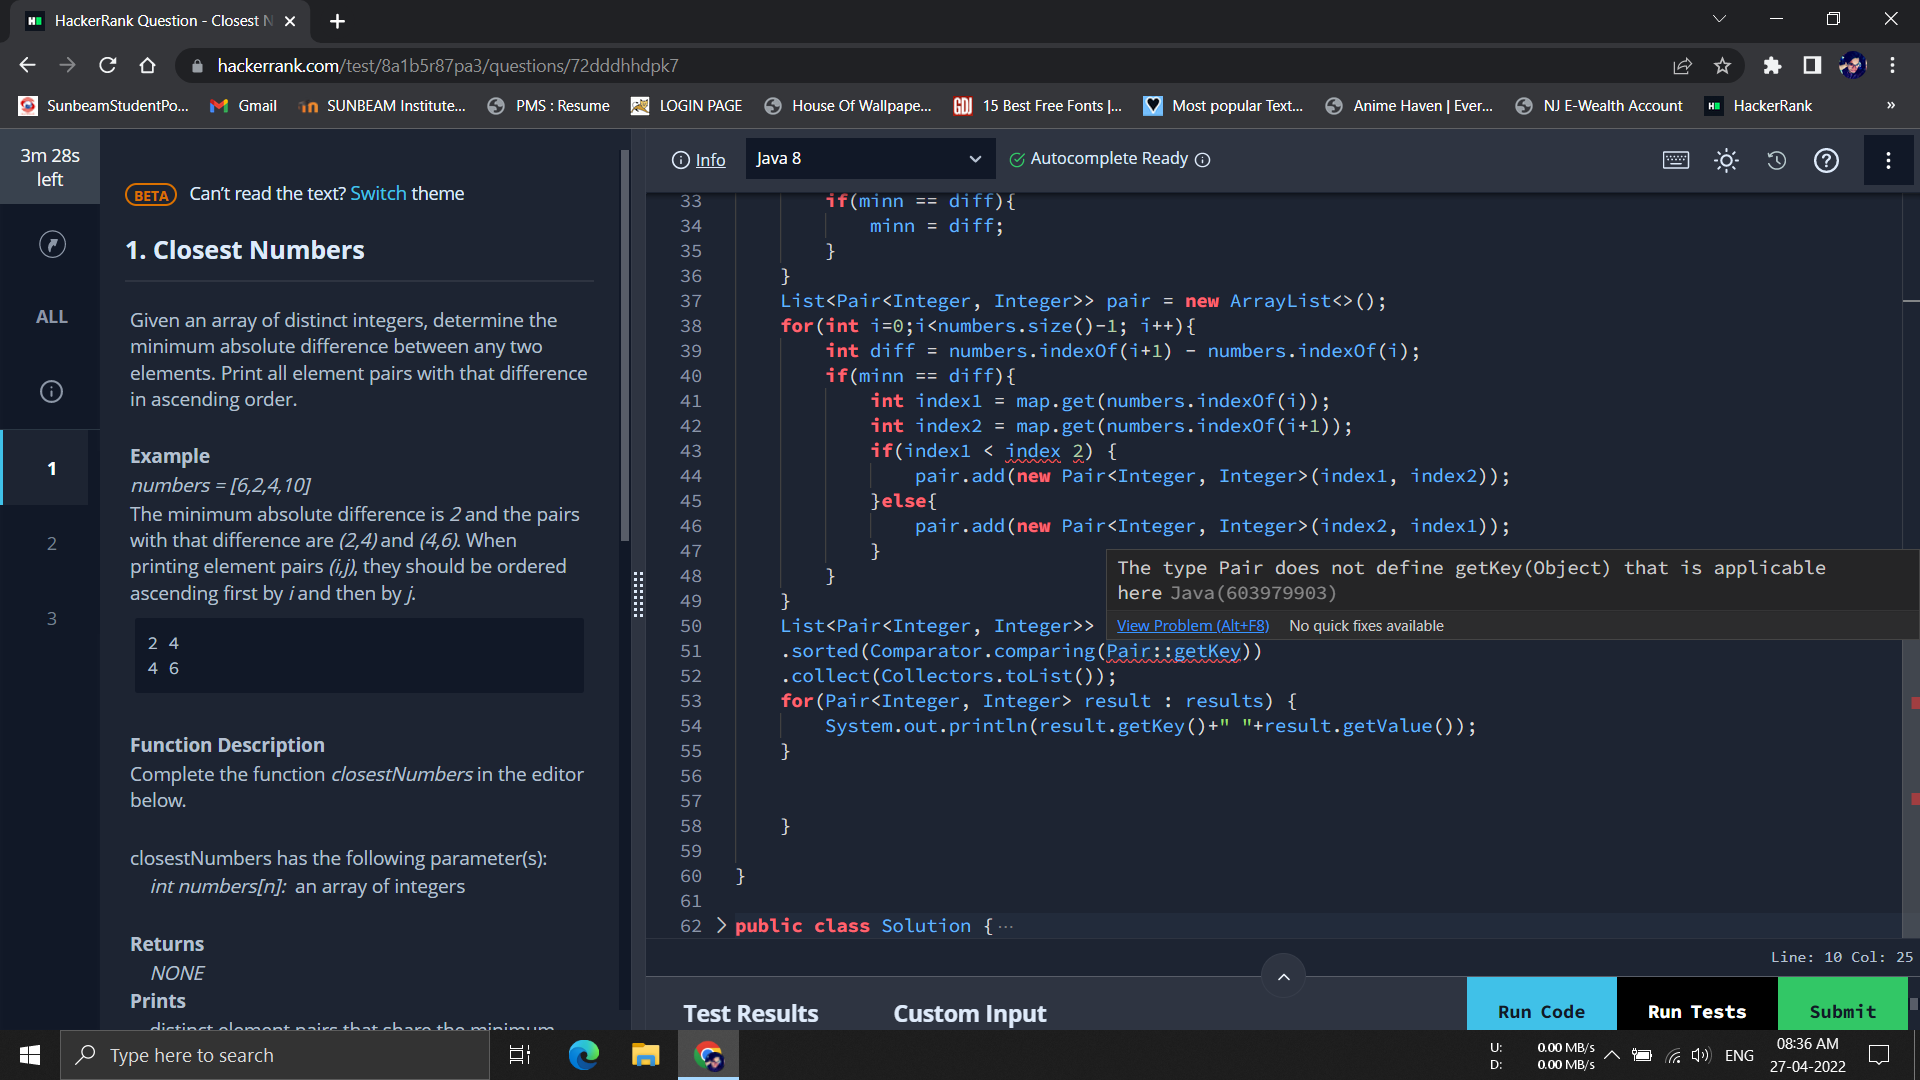 HackerRank Question - Closest N
hackerrank.com/test/8a1b5r87pa3/questions/72dddhhdpk7
SunbeamStudentPo... Gmail SUNBEAM Institute... PMS : Resume LOGIN PAGE House Of Wallpape... 15 Best Free Fonts |... Most popular Text... Anime Haven | Ever... NJ E-Wealth Account HackerRank »
3m 28s
left
ALL
1
2
3
BETA Can't read the text? Switch theme
1. Closest Numbers
Given an array of distinct integers, determine the
minimum absolute difference between any two
elements. Print all element pairs with that difference
in ascending order.
Example
numbers = [6,2,4,10]
The minimum absolute difference is 2 and the pairs
with that difference are (2,4) and (4,6). When
printing element pairs (i,j), they should be ordered
ascending first by i and then by j.
2 4
4 6
Function Description
Complete the function closestNumbers in the editor
below.
closestNumbers has the following parameter(s):
int numbers[n]: an array of integers
Returns
NONE
Prints
distinct element pairs that share the minimum
Info Java 8 Autocomplete Ready
33 if(minn == diff){
34 minn = diff;
35 }
36 }
37 List<Pair<Integer, Integer>> pair = new ArrayList<>();
38 for(int i=0;i<numbers.size()-1; i++){
39 int diff = numbers.indexOf(i+1) - numbers.indexOf(i);
40 if(minn == diff){
41 int index1 = map.get(numbers.indexOf(i));
42 int index2 = map.get(numbers.indexOf(i+1));
43 if(index1 < index 2) {
44 pair.add(new Pair<Integer, Integer>(index1, index2));
45 }else{
46 pair.add(new Pair<Integer, Integer>(index2, index1));
47 }
48 }
49 }
50 List<Pair<Integer, Integer>>
51 .sorted(Comparator.comparing(Pair::getKey))
52 .collect(Collectors.toList());
53 for(Pair<Integer, Integer> result : results) {
54 System.out.println(result.getKey()+" "+result.getValue());
55 }
56
57
58 }
59
60 }
61
62 public class Solution {···
The type Pair does not define getKey(Object) that is applicable
here Java(603979903)
View Problem (Alt+F8) No quick fixes available
Line: 10 Col: 25
Test Results Custom Input Run Code Run Tests Submit
Type here to search
U: 0.00 MB/s
D: 0.00 MB/s
ENG
08:36 AM
27-04-2022